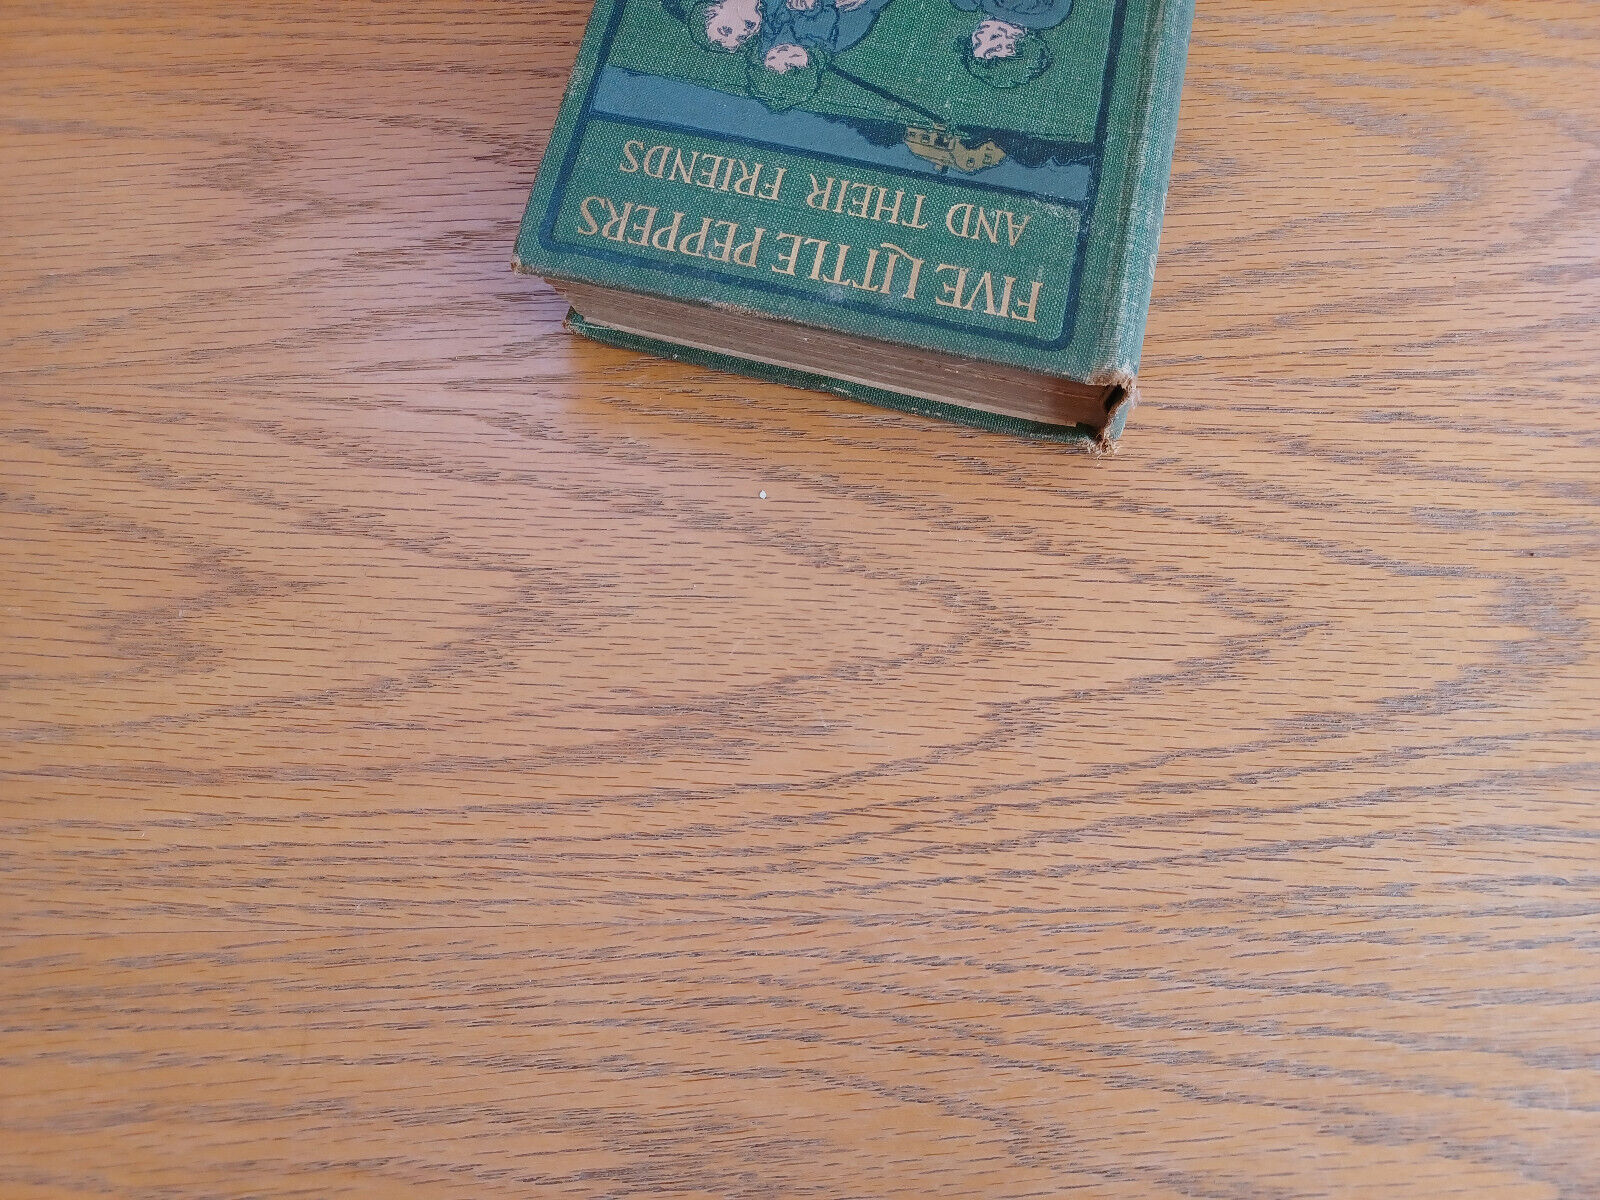 FIVE LITTLE PEPPERS
AND THEIR FRIENDS